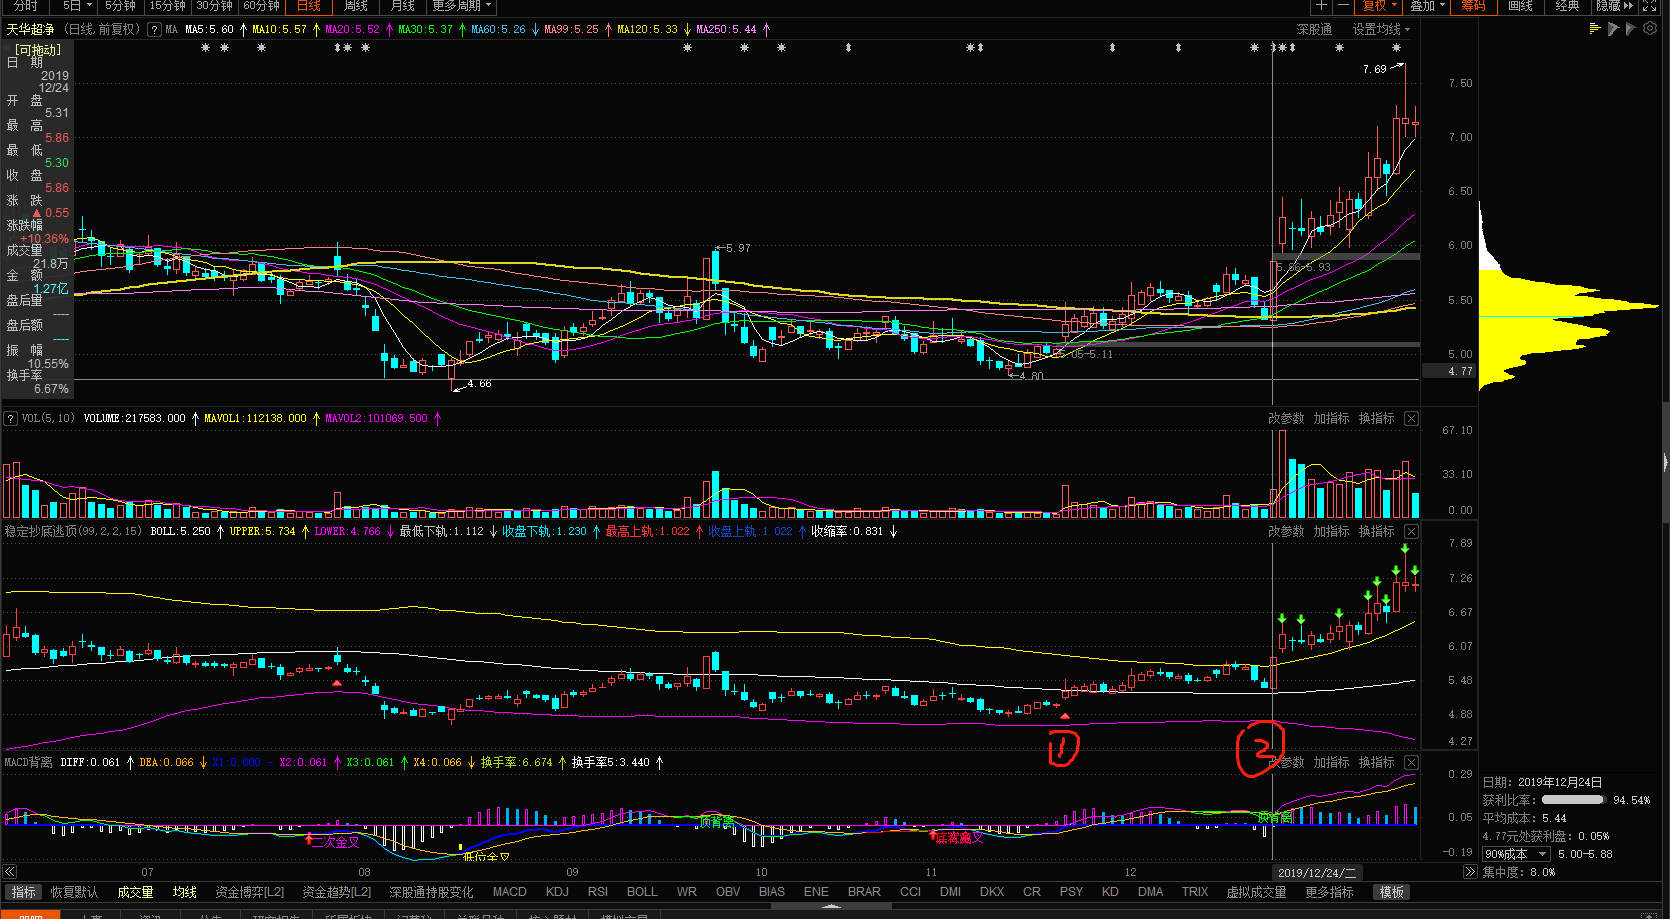 分时 5日 5分钟 15分钟 30分钟 60分钟 日线 周线 月线 更多周期 复权 叠加 筹码 画线 经典 隐藏
天华超净 (日线,前复权) ? MA MA5:5.60 ↑ MA10:5.57 ↑ MA20:5.52 ↑ MA30:5.37 ↑ MA60:5.26 ↓ MA99:5.25 ↑ MA120:5.33 ↓ MA250:5.44 ↑ 深股通 设置均线
[可拖动]
日 期
2019
12/24
开 盘
5.31
最 高
5.86
最 低
5.30
收 盘
5.86
涨 跌
▲ 0.55
涨跌幅
+10.36%
成交量
21.8万
金 额
1.27亿
盘后量
----
盘后额
----
振 幅
10.55%
换手率
6.67%
7.69
5.97
5.86-5.93
5.05-5.11
4.80
4.66
7.50
7.00
6.50
6.00
5.50
5.00
4.77
? VOL(5,10) VOLUME:217583.000 ↑ MAVOL1:112138.000 ↑ MAVOL2:101069.500 ↑ 改参数 加指标 换指标
67.10
33.10
0.00
稳定抄底逃顶(99,2,2,15) BOLL:5.250 ↑ UPPER:5.734 ↑ LOWER:4.766 ↓ 最低下轨:1.112 ↓ 收盘下轨:1.230 ↑ 最高上轨:1.022 ↑ 收盘上轨:1.022 ↑ 收缩率:0.831 ↓ 改参数 加指标 换指标
7.89
7.26
6.67
6.07
5.48
4.88
4.27
① ②
MACD背离 DIFF:0.061 ↑ DEA:0.066 ↓ X1:0.000 － X2:0.061 ↑ X3:0.061 ↑ X4:0.066 ↓ 换手率:6.674 ↑ 换手率5:3.440 ↑ 改参数 加指标 换指标
0.29
0.05
-0.19
二次金叉
低位金叉
顶背离
顶背离
07 08 09 10 11 12 2019/12/24/二
日期: 2019年12月24日
获利比率: 94.54%
平均成本: 5.44
4.77元处获利盘: 0.05%
90%成本 5.00-5.88
集中度: 8.0%
指标 恢复默认 成交量 均线 资金博弈[L2] 资金趋势[L2] 深股通持股变化 MACD KDJ RSI BOLL WR OBV BIAS ENE BRAR CCI DMI DKX CR PSY KD DMA TRIX 虚拟成交量 更多指标 模板